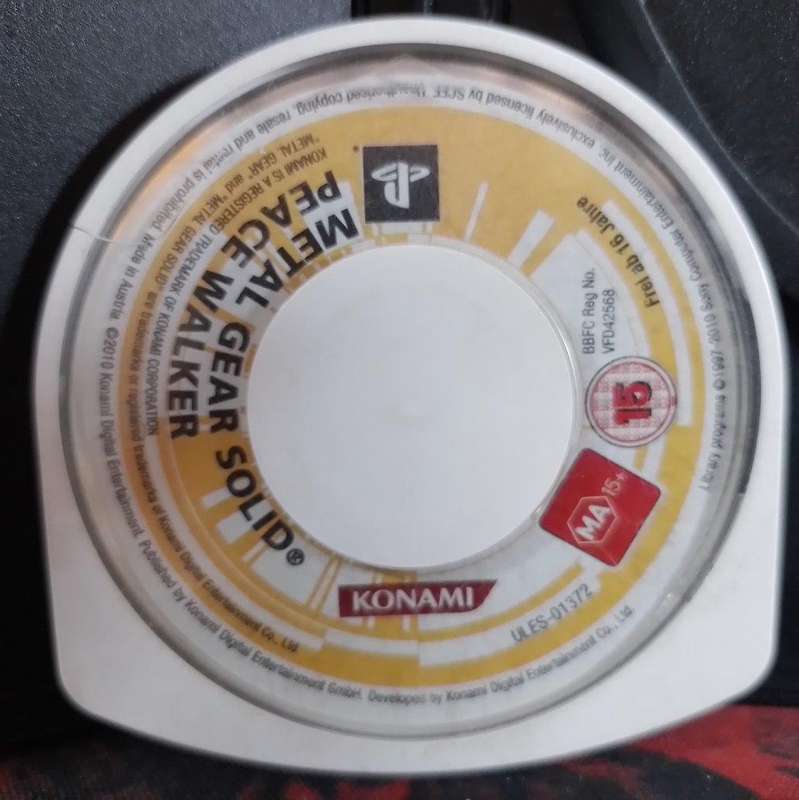 METAL GEAR SOLID®
PEACE WALKER
KONAMI IS A REGISTERED TRADEMARK OF KONAMI CORPORATION.
"METAL GEAR" and "METAL GEAR SOLID" are trademarks or registered trademarks of Konami Digital Entertainment Co., Ltd
Frei ab 16 Jahre
BBFC Reg No.
VFD42568
15
MA 15+
KONAMI
ULES-01372
Library programs ©1997-2010 Sony Computer Entertainment Inc. exclusively licensed by SCEE. Unauthorised copying, resale and rental is prohibited. Made in Austria
©2010 Konami Digital Entertainment. Published by Konami Digital Entertainment GmbH. Developed by Konami Digital Entertainment Co., Ltd